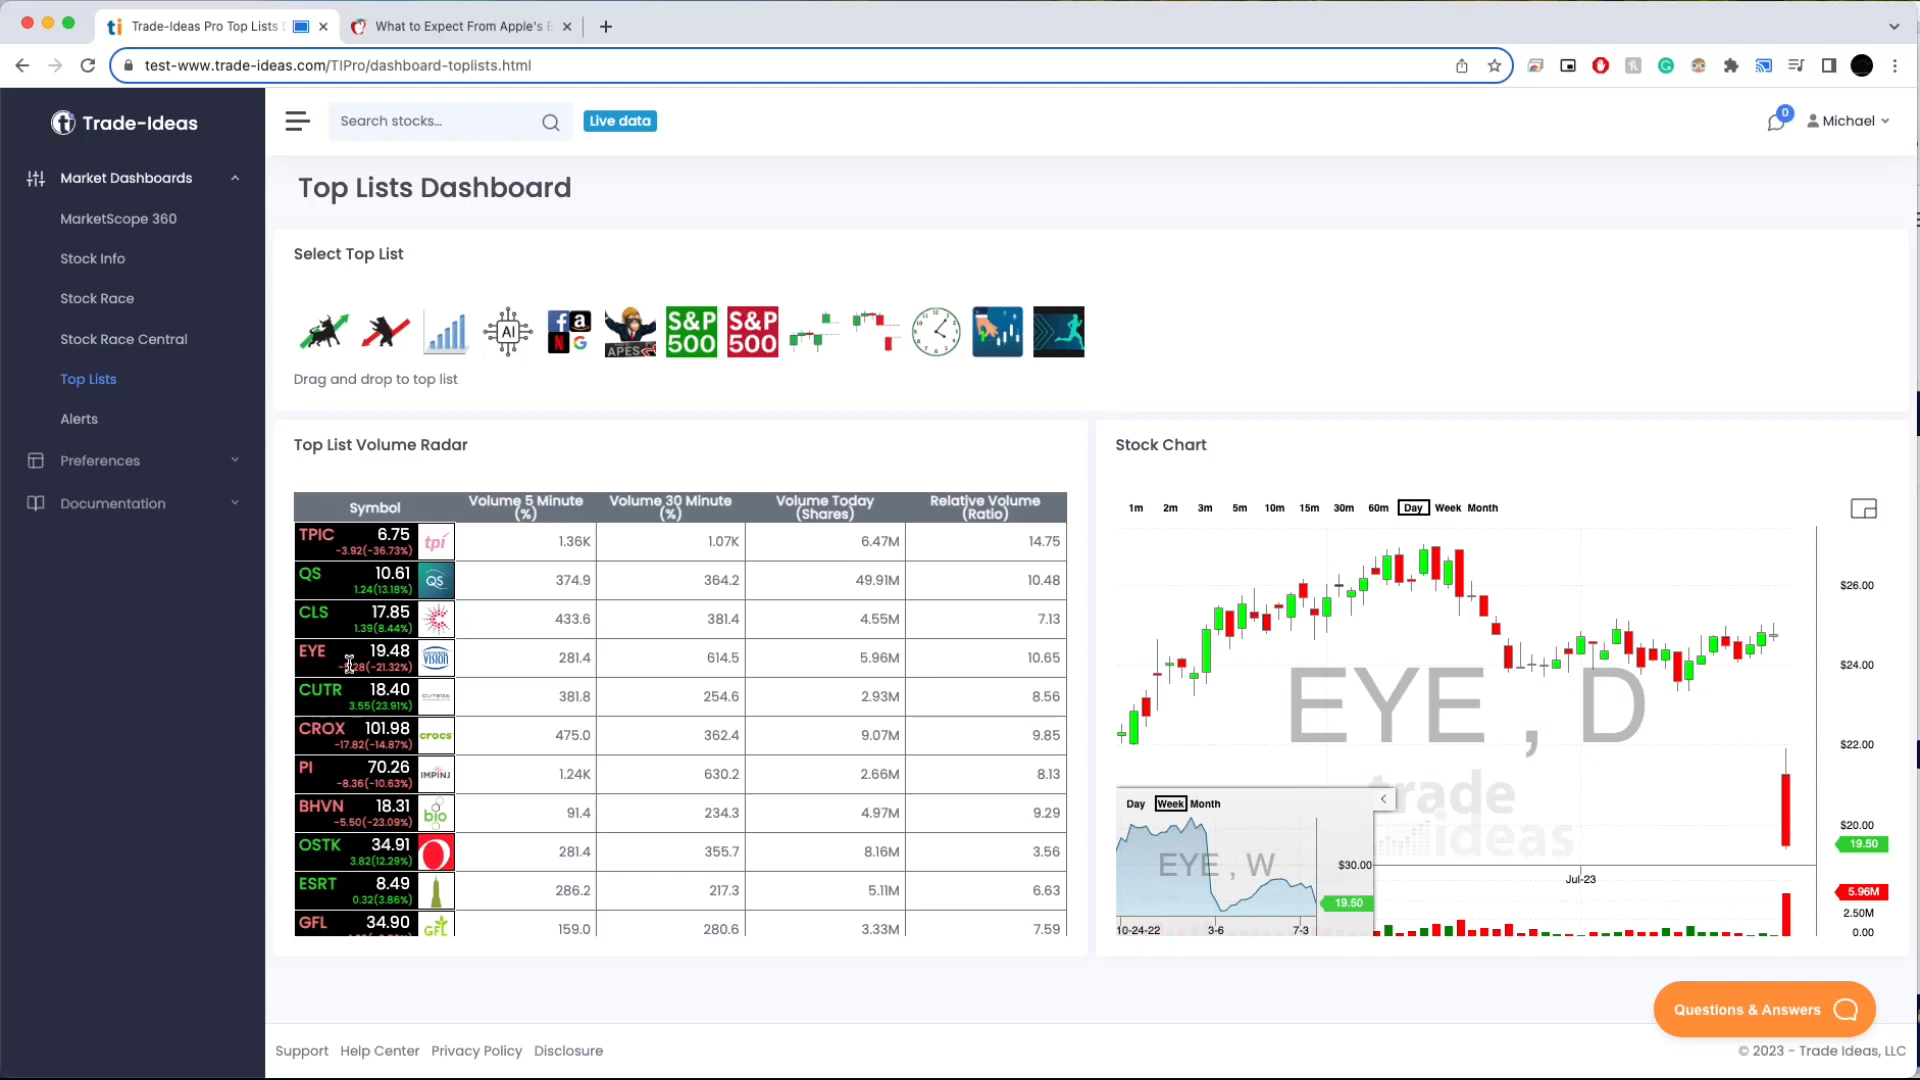 Trade-Ideas Pro Top Lists
What to Expect From Apple's
test-www.trade-ideas.com/TIPro/dashboard-toplists.html
Trade-Ideas
Search stocks...
Live data
0
Michael
Market Dashboards
MarketScope 360
Stock Info
Stock Race
Stock Race Central
Top Lists
Alerts
Preferences
Documentation
Top Lists Dashboard
Select Top List
AI
APES
S&P 500
S&P 500
Drag and drop to top list
Top List Volume Radar
Symbol Volume 5 Minute (%) Volume 30 Minute (%) Volume Today (Shares) Relative Volume (Ratio)
TPIC 6.75 -3.92(-36.73%) tpi 1.36K 1.07K 6.47M 14.75
QS 10.61 1.24(13.18%) QS 374.9 364.2 49.91M 10.48
CLS 17.85 1.39(8.44%) 433.6 381.4 4.55M 7.13
EYE 19.48 (-21.32%) VISION 281.4 614.5 5.96M 10.65
CUTR 18.40 3.55(23.91%) CUTERA 381.8 254.6 2.93M 8.56
CROX 101.98 -17.82(-14.87%) crocs 475.0 362.4 9.07M 9.85
PI 70.26 -8.36(-10.63%) IMPINJ 1.24K 630.2 2.66M 8.13
BHVN 18.31 -5.50(-23.09%) bio 91.4 234.3 4.97M 9.29
OSTK 34.91 3.82(12.29%) 281.4 355.7 8.16M 3.56
ESRT 8.49 0.32(3.86%) 286.2 217.3 5.11M 6.63
GFL 34.90 GFL 159.0 280.6 3.33M 7.59
Stock Chart
1m 2m 3m 5m 10m 15m 30m 60m Day Week Month
$26.00
$24.00
$22.00
$20.00
19.50
EYE , D
trade ideas
Jul-23
5.96M
2.50M
0.00
Day Week Month
EYE , W
$30.00
19.50
10-24-22 3-6 7-3
Questions & Answers
Support Help Center Privacy Policy Disclosure
© 2023 - Trade Ideas, LLC